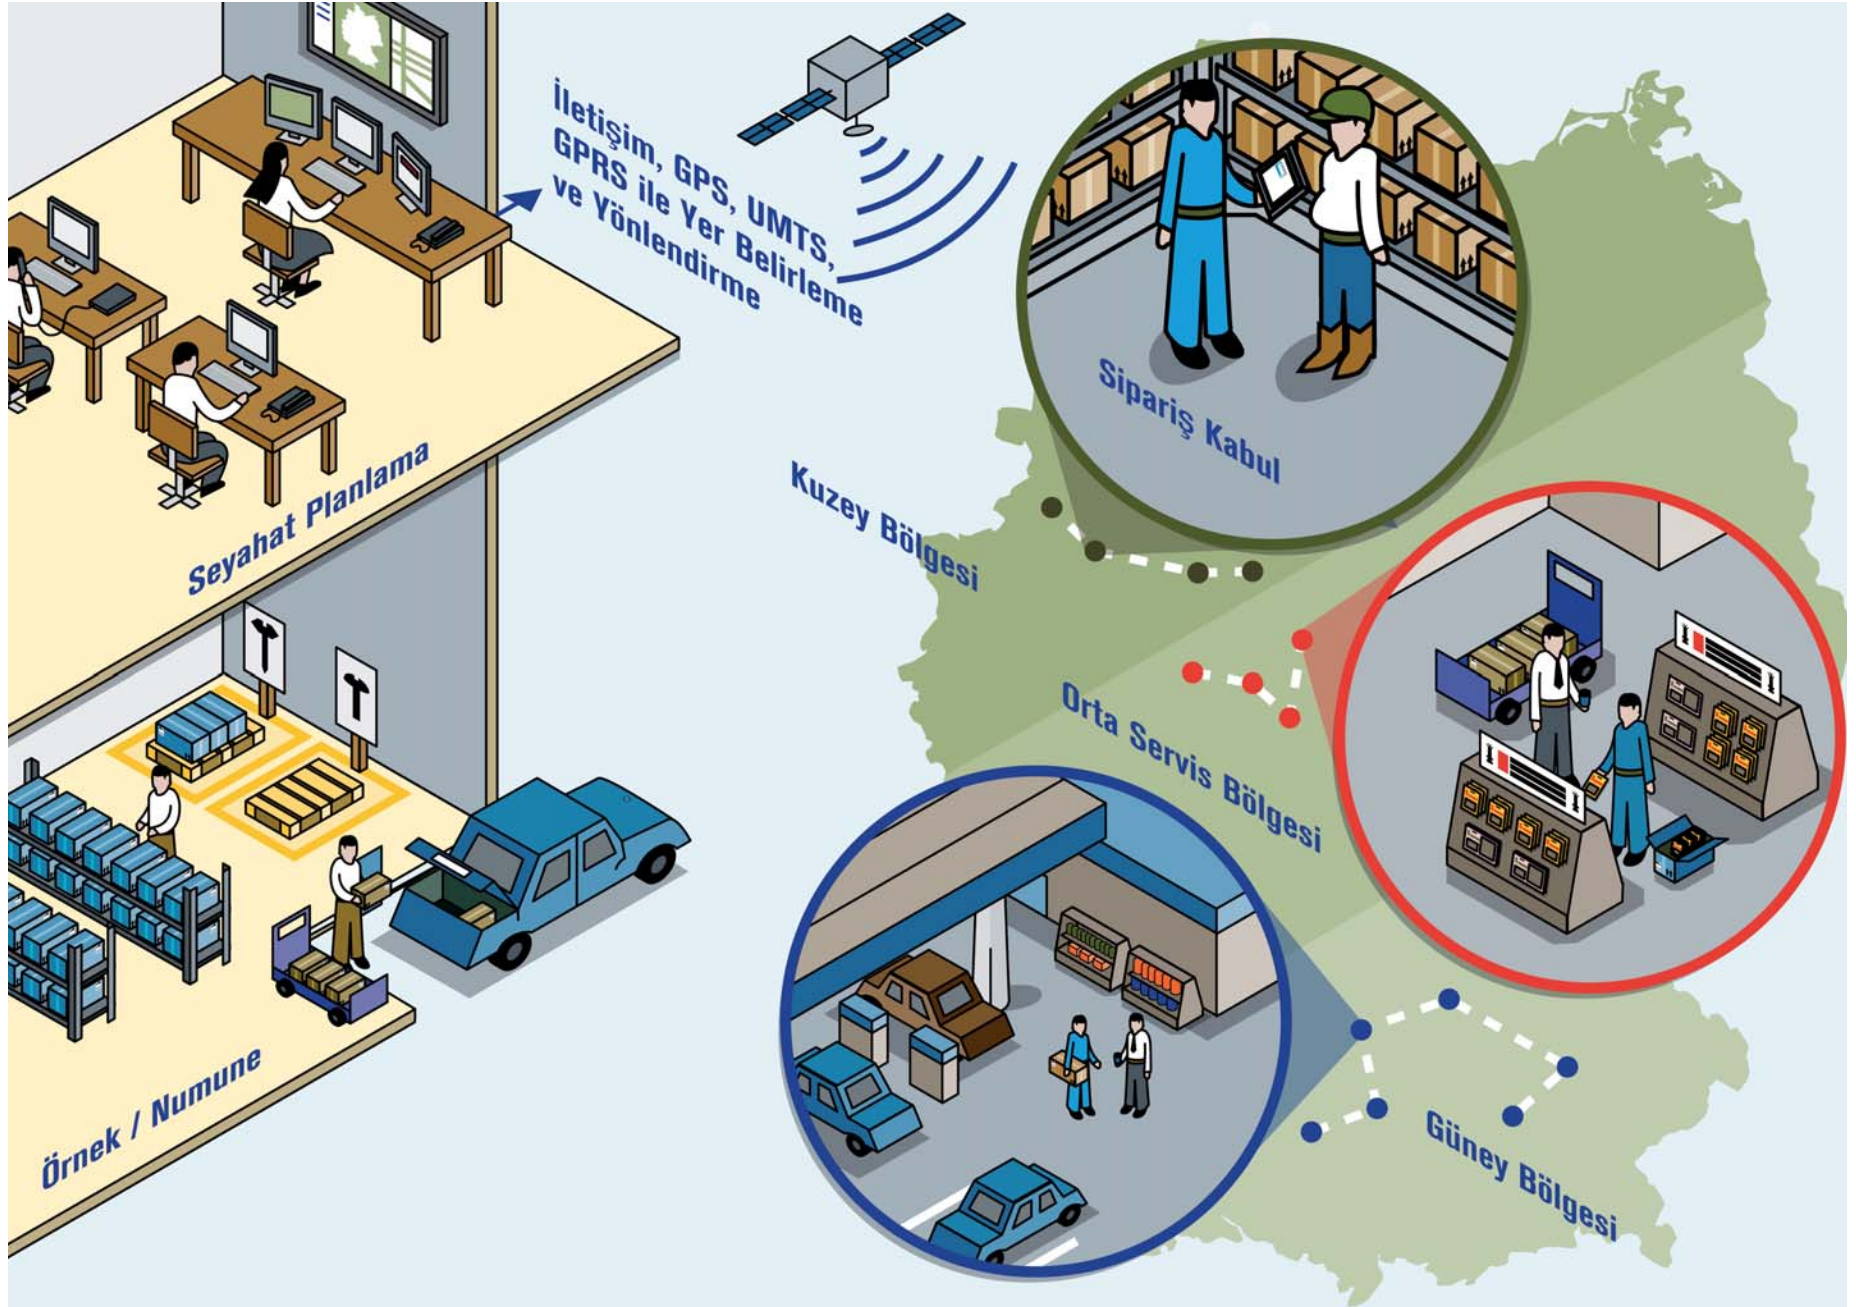 İletişim, GPS, UMTS,
GPRS ile Yer Belirleme
ve Yönlendirme
Sipariş Kabul
Seyahat Planlama
Kuzey Bölgesi
Orta Servis Bölgesi
Örnek / Numune
Güney Bölgesi